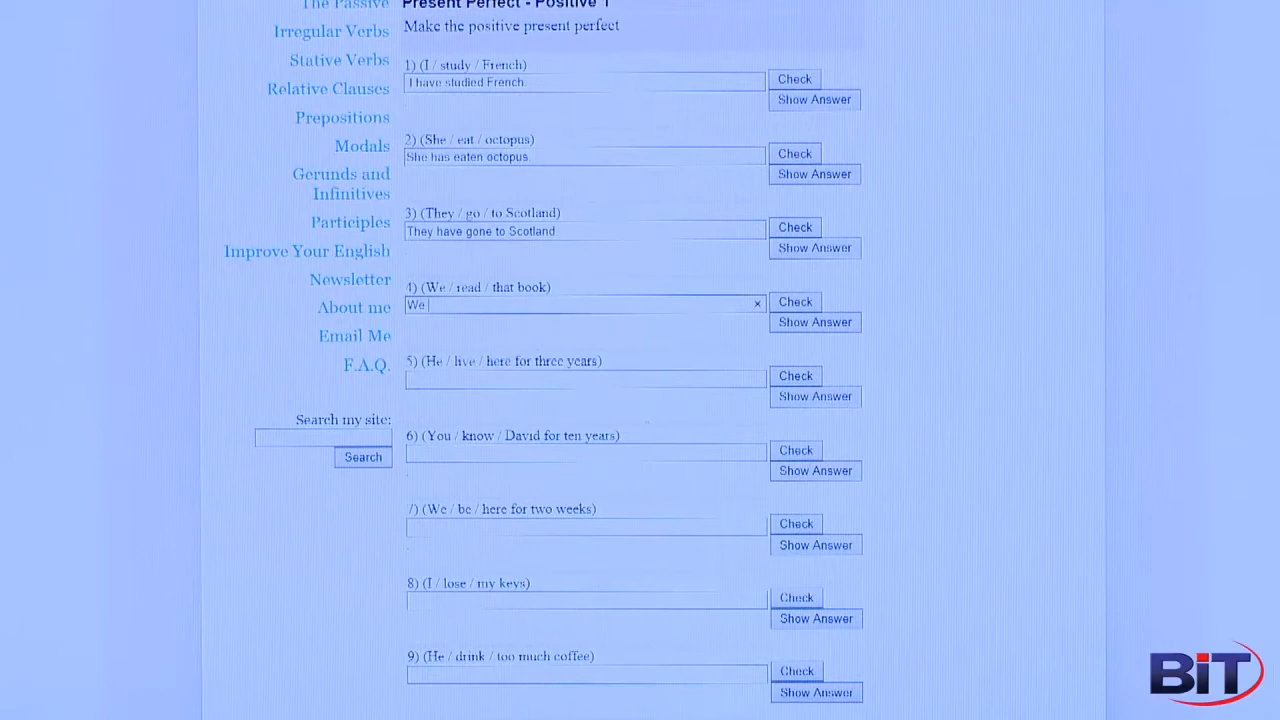 The Passive
Irregular Verbs
Stative Verbs
Relative Clauses
Prepositions
Modals
Gerunds and
Infinitives
Participles
Improve Your English
Newsletter
About me
Email Me
F.A.Q.
Search my site:
Search
Present Perfect - Positive 1
Make the positive present perfect
1) (I / study / French)
I have studied French.
Check
Show Answer
2) (She / eat / octopus)
She has eaten octopus
Check
Show Answer
3) (They / go / to Scotland)
They have gone to Scotland
Check
Show Answer
4) (We / read / that book)
We
×
Check
Show Answer
5) (He / live / here for three years)
Check
Show Answer
6) (You / know / David for ten years)
Check
Show Answer
7) (We / be / here for two weeks)
Check
Show Answer
8) (I / lose / my keys)
Check
Show Answer
9) (He / drink / too much coffee)
Check
Show Answer
BiT